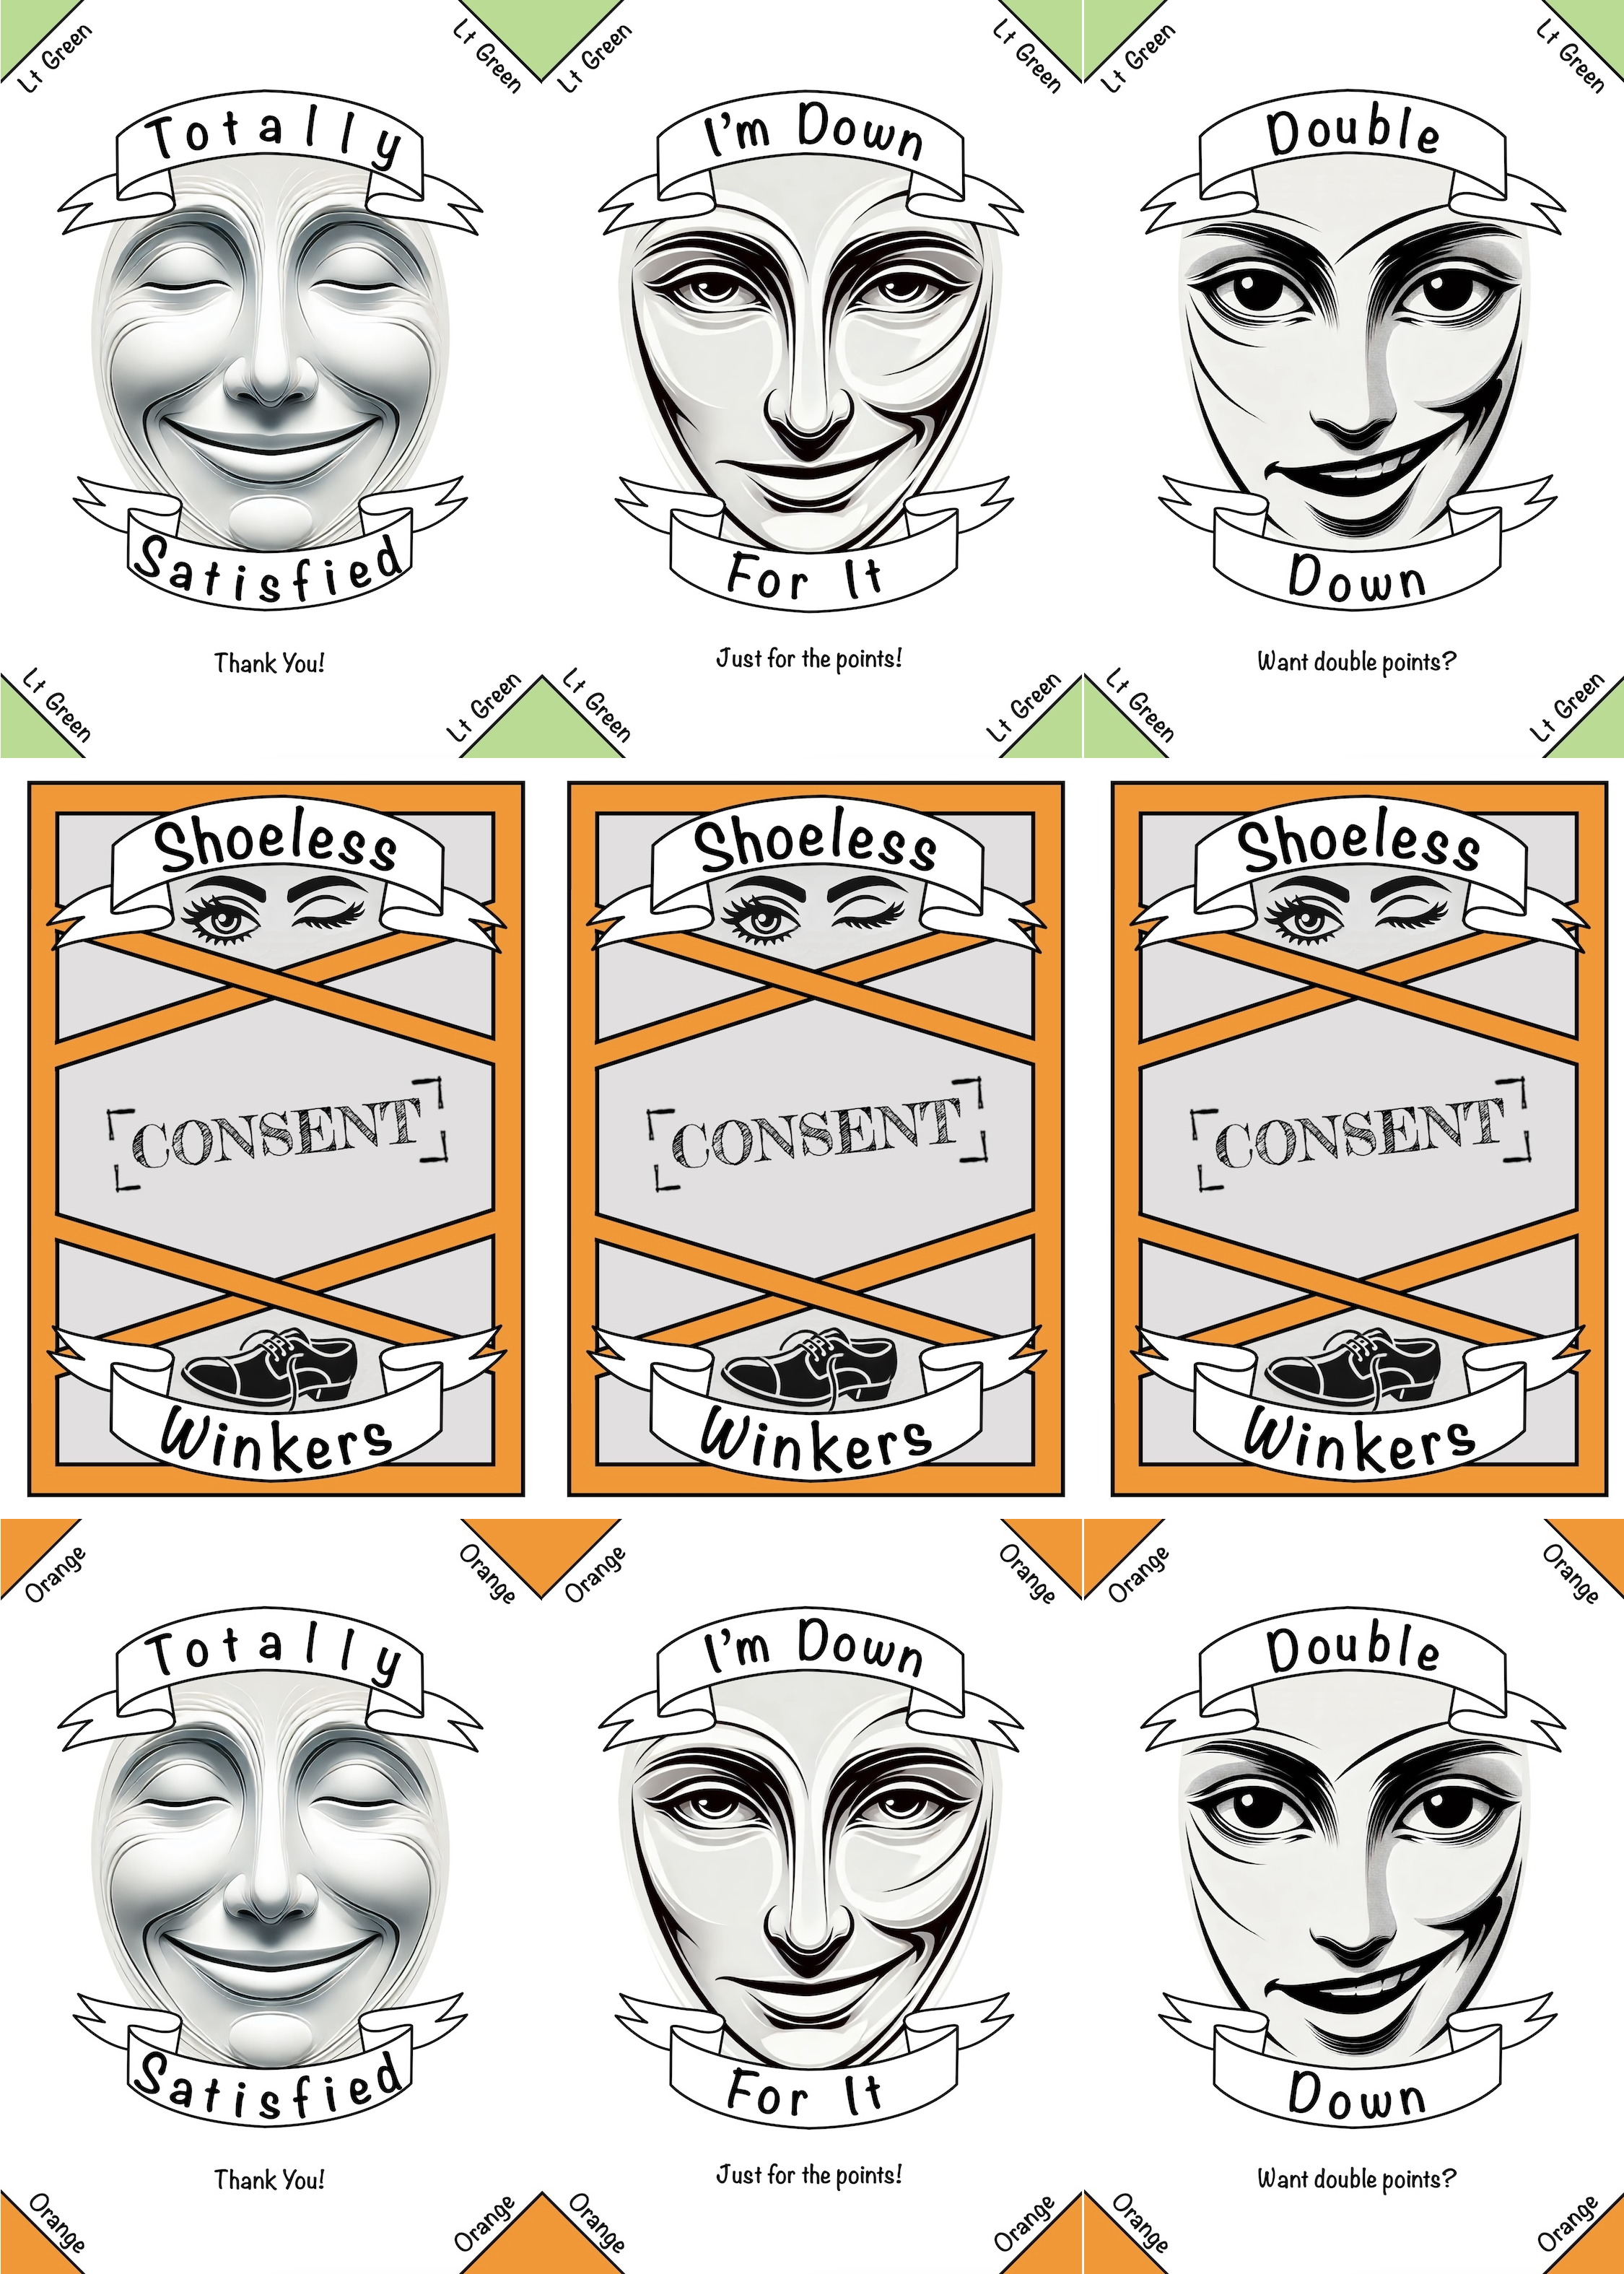 Lt Green
Lt Green
Totally
Satisfied
Thank You!
Lt Green
Lt Green
Lt Green
Lt Green
I'm Down
For It
Just for the points!
Lt Green
Lt Green
Lt Green
Lt Green
Double
Down
Want double points?
Lt Green
Lt Green
Shoeless
CONSENT
Winkers
Shoeless
CONSENT
Winkers
Shoeless
CONSENT
Winkers
Orange
Orange
Totally
Satisfied
Thank You!
Orange
Orange
Orange
Orange
I'm Down
For It
Just for the points!
Orange
Orange
Orange
Orange
Double
Down
Want double points?
Orange
Orange